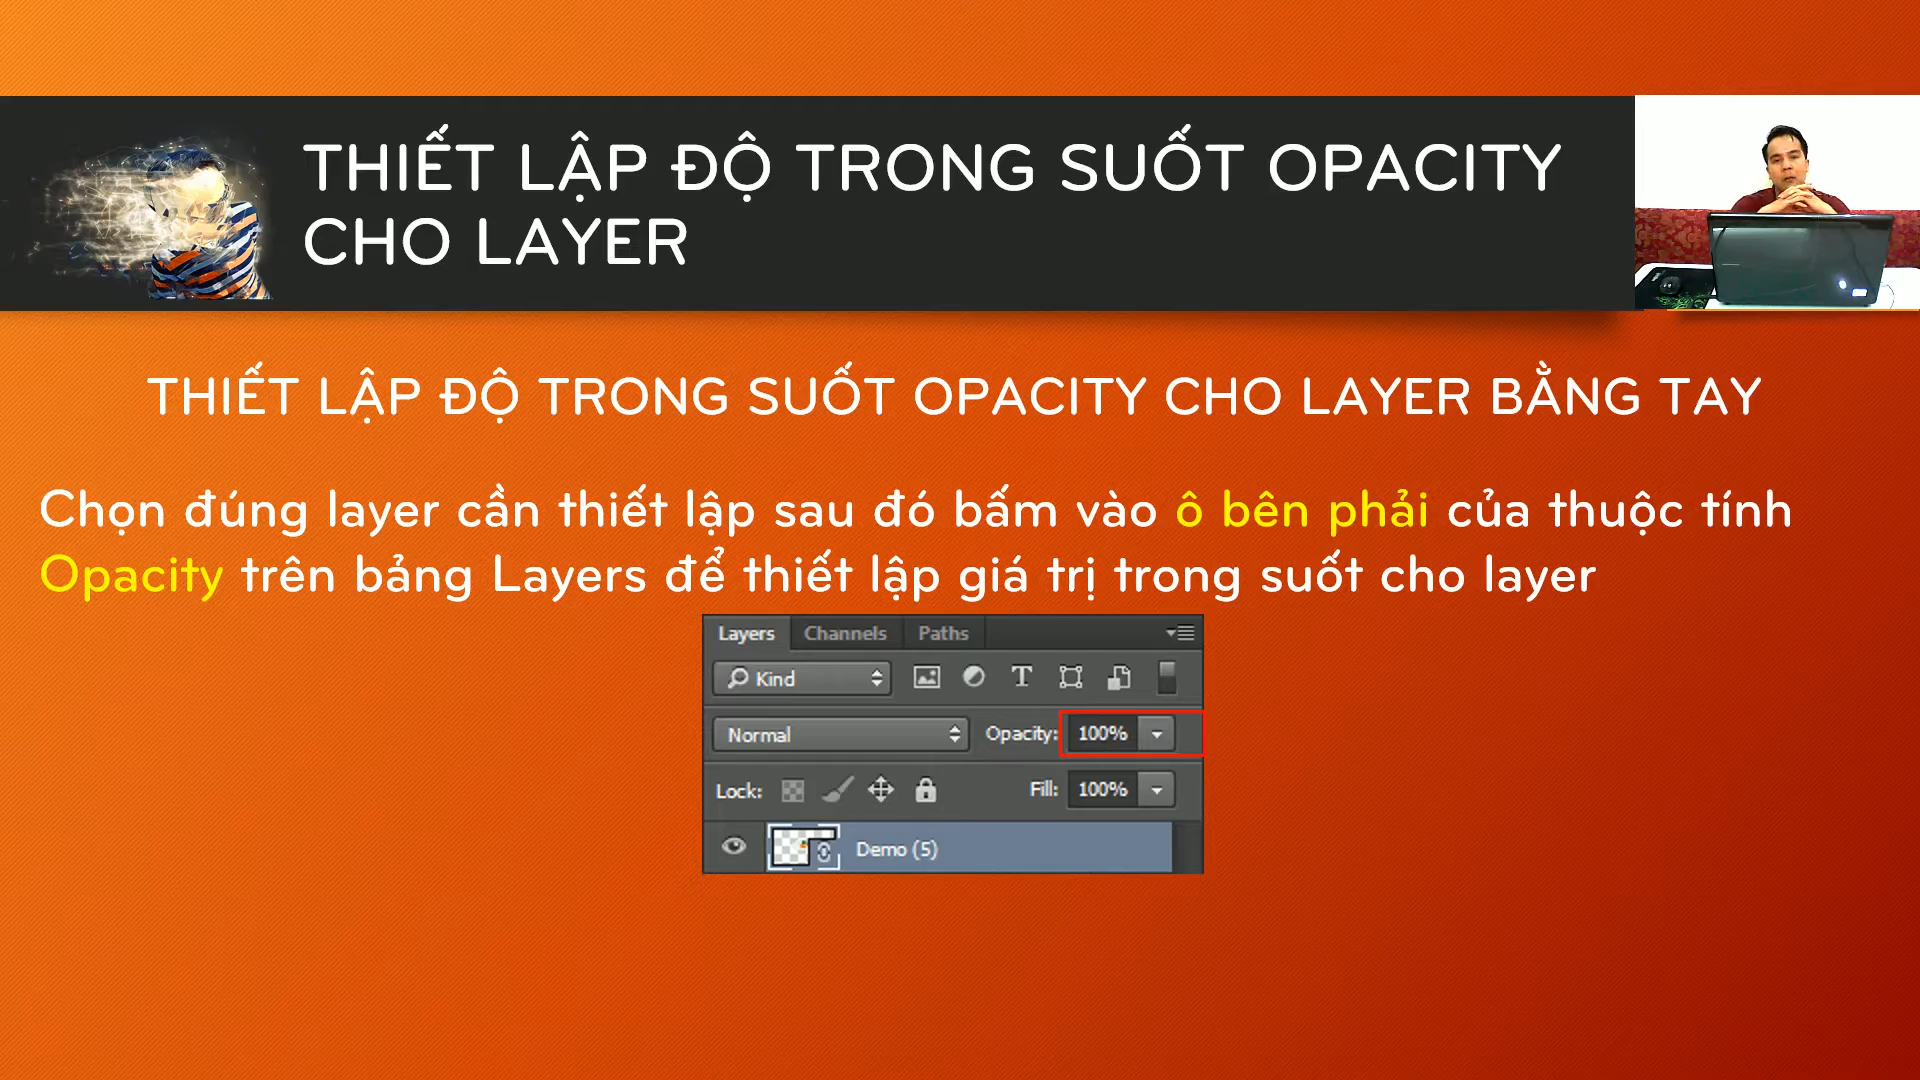 THIẾT LẬP ĐỘ TRONG SUỐT OPACITY
CHO LAYER
THIẾT LẬP ĐỘ TRONG SUỐT OPACITY CHO LAYER BẰNG TAY
Chọn đúng layer cần thiết lập sau đó bấm vào ô bên phải của thuộc tính
Opacity trên bảng Layers để thiết lập giá trị trong suốt cho layer
Layers Channels Paths
Kind
Normal Opacity: 100%
Lock: Fill: 100%
Demo (5)